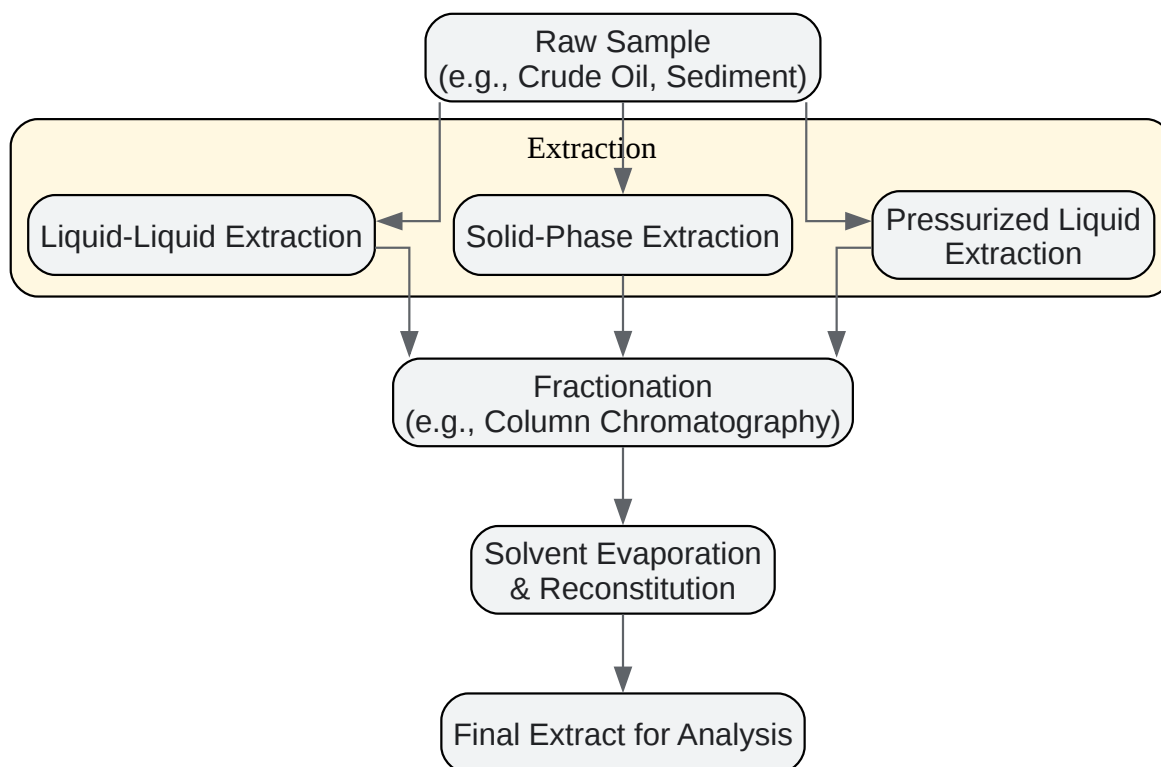 Raw Sample
(e.g., Crude Oil, Sediment)
Extraction
Liquid-Liquid Extraction
Solid-Phase Extraction
Pressurized Liquid
Extraction
Fractionation
(e.g., Column Chromatography)
Solvent Evaporation
& Reconstitution
Final Extract for Analysis